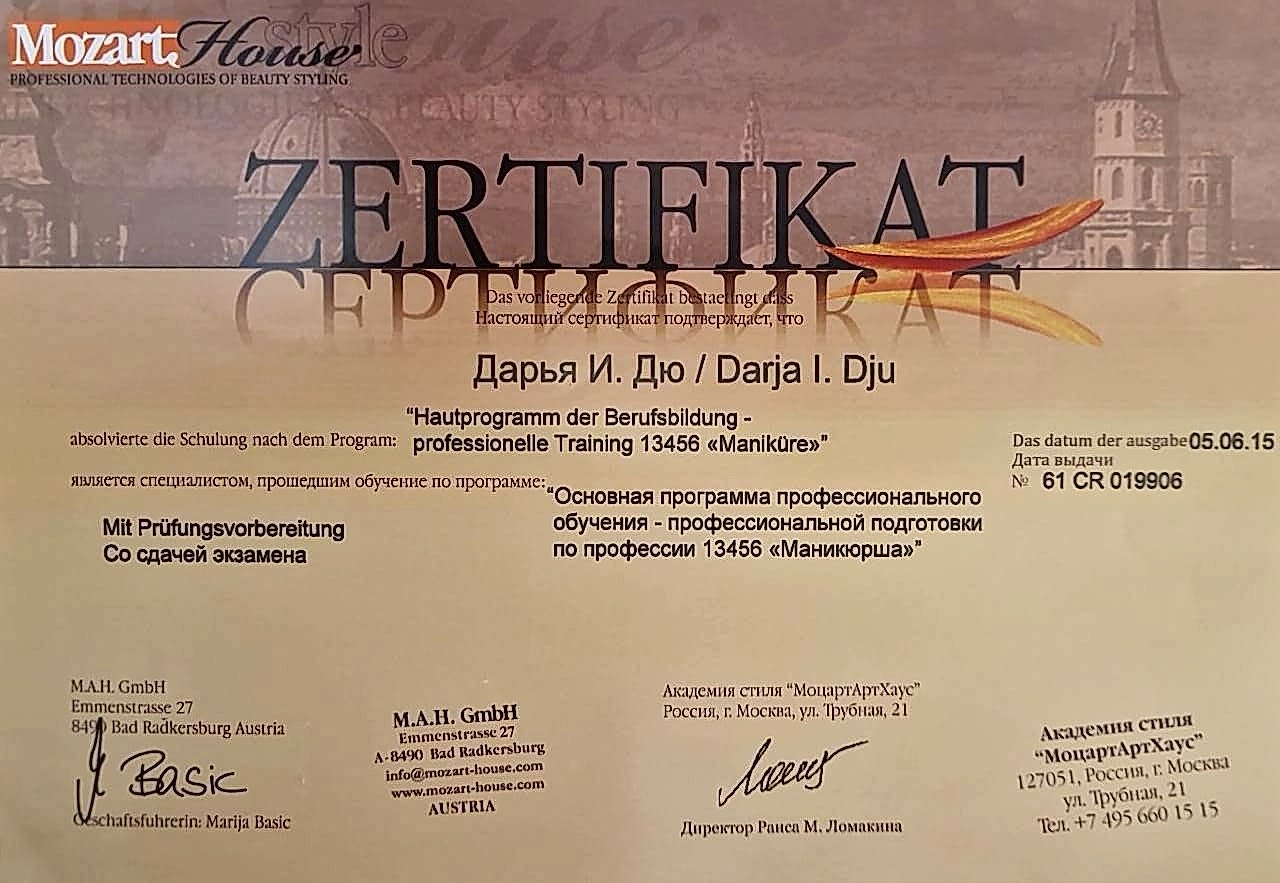 Mozart House style
PROFESSIONAL TECHNOLOGIES OF BEAUTY STYLING
BEAUTY STYLING
ZERTIFIKAT
СЕРТИФИКАТ
Das vorliegende Zertifikat bestaetingt dass
Настоящий сертификат подтверждает, что
Дарья И. Дю / Darja I. Dju
absolvierte die Schulung nach dem Program:
"Hautprogramm der Berufsbildung -
professionelle Training 13456 «Maniküre»"
является специалистом, прошедшим обучение по программе:
"Основная программа профессионального
обучения - профессиональной подготовки
по профессии 13456 «Маникюрша»"
Das datum der ausgabe 05.06.15
Дата выдачи
№ 61 CR 019906
Mit Prüfungsvorbereitung
Со сдачей экзамена
M.A.H. GmbH
Emmenstrasse 27
8490 Bad Radkersburg Austria
Basic
Geschaftsfuhrerin: Marija Basic
M.A.H. GmbH
Emmenstrasse 27
A-8490 Bad Radkersburg
info@mozart-house.com
www.mozart-house.com
AUSTRIA
Академия стиля "МоцартАртХаус"
Россия, г. Москва, ул. Трубная, 21
Директор Раиса М. Ломакина
Академия стиля
"МоцартАртХаус"
127051, Россия, г. Москва
ул. Трубная, 21
Тел. +7 495 660 15 15